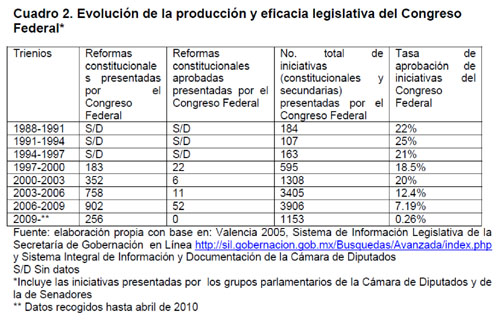 Cuadro 2. Evolución de la producción y eficacia legislativa del Congreso
Federal*
Trienios Reformas constitucionale s presentadas por el Congreso Federal Reformas constitucionales aprobadas presentadas por el Congreso Federal No. total de iniciativas (constitucionales y secundarias) presentadas por el Congreso Federal Tasa de aprobación de iniciativas del Congreso Federal
1988-1991 S/D S/D 184 22%
1991-1994 S/D S/D 107 25%
1994-1997 S/D S/D 163 21%
1997-2000 183 22 595 18.5%
2000-2003 352 6 1308 20%
2003-2006 758 11 3405 12.4%
2006-2009 902 52 3906 7.19%
2009-** 256 0 1153 0.26%
Fuente: elaboración propia con base en: Valencia 2005, Sistema de Información Legislativa de la
Secretaría de Gobernación en Línea http://sil.gobernacion.gob.mx/Busquedas/Avanzada/index.php
y Sistema Integral de Información y Documentación de la Cámara de Diputados
S/D Sin datos
*Incluye las iniciativas presentadas por los grupos parlamentarios de la Cámara de Diputados y de
la de Senadores
** Datos recogidos hasta abril de 2010